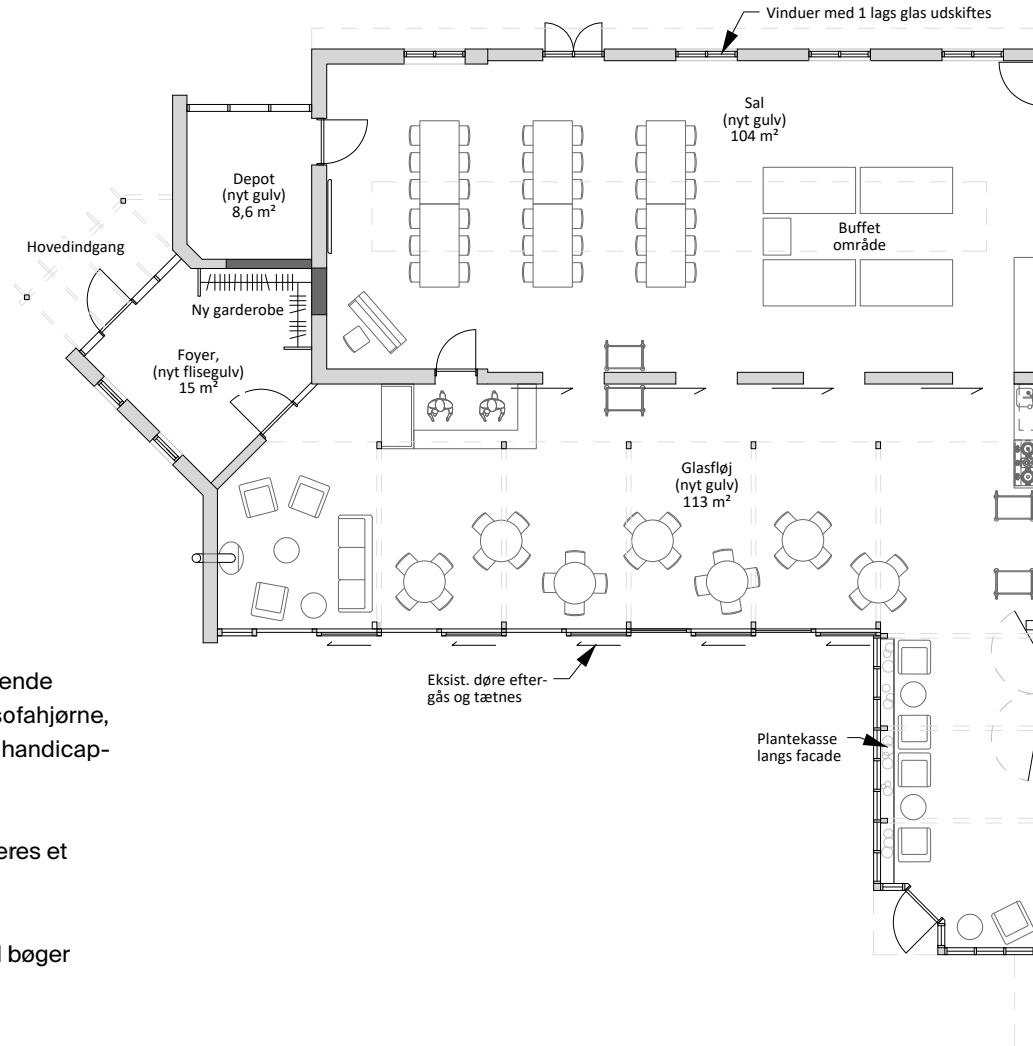 Vinduer med 1 lags glas udskiftes
Sal
(nyt gulv)
104 m²
Depot
(nyt gulv)
8,6 m²
Buffet
område
Hovedindgang
Ny garderobe
Foyer,
(nyt flisegulv)
15 m²
Glasfløj
(nyt gulv)
113 m²
Eksist. døre efter-
gås og tætnes
Plantekasse
langs facade
ende
sofahjørne,
handicap-
eres et
bøger